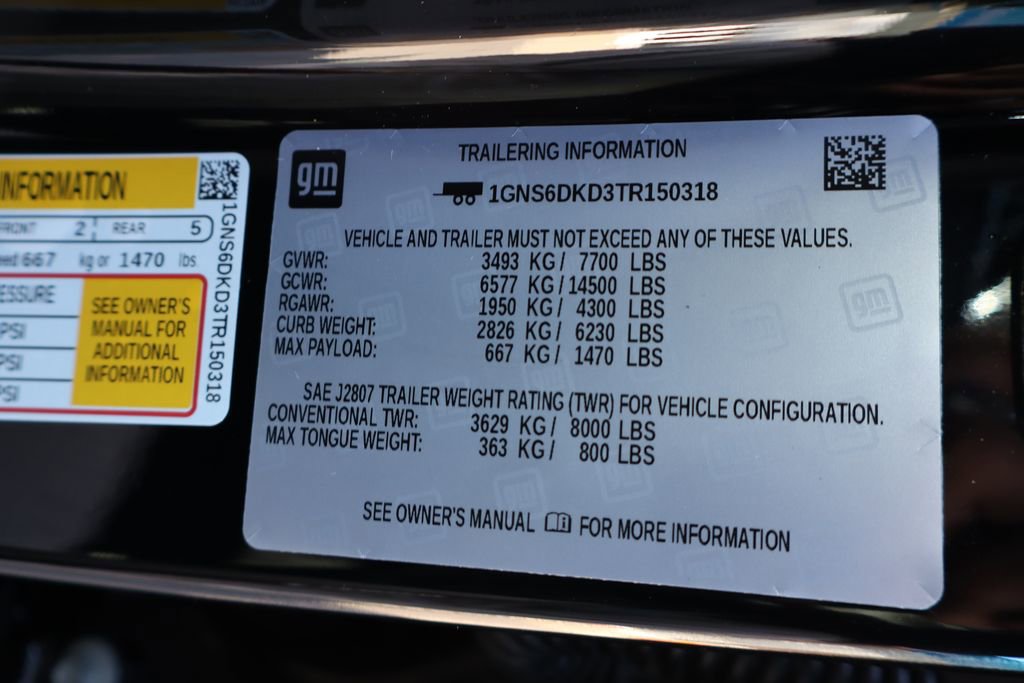 INFORMATION
FRONT 2 REAR 5
667 kg or 1470 lbs
PSI
PSI
PSI
SEE OWNER'S
MANUAL FOR
ADDITIONAL
INFORMATION
1GNS6DKD3TR150318
gm
TRAILERING INFORMATION
1GNS6DKD3TR150318
VEHICLE AND TRAILER MUST NOT EXCEED ANY OF THESE VALUES.
GVWR: 3493 KG/ 7700 LBS
GCWR: 6577 KG/ 14500 LBS
RGAWR: 1950 KG/ 4300 LBS
CURB WEIGHT: 2826 KG/ 6230 LBS
MAX PAYLOAD: 667 KG/ 1470 LBS
SAE J2807 TRAILER WEIGHT RATING (TWR) FOR VEHICLE CONFIGURATION.
CONVENTIONAL TWR: 3629 KG/ 8000 LBS
MAX TONGUE WEIGHT: 363 KG/ 800 LBS
SEE OWNER'S MANUAL FOR MORE INFORMATION